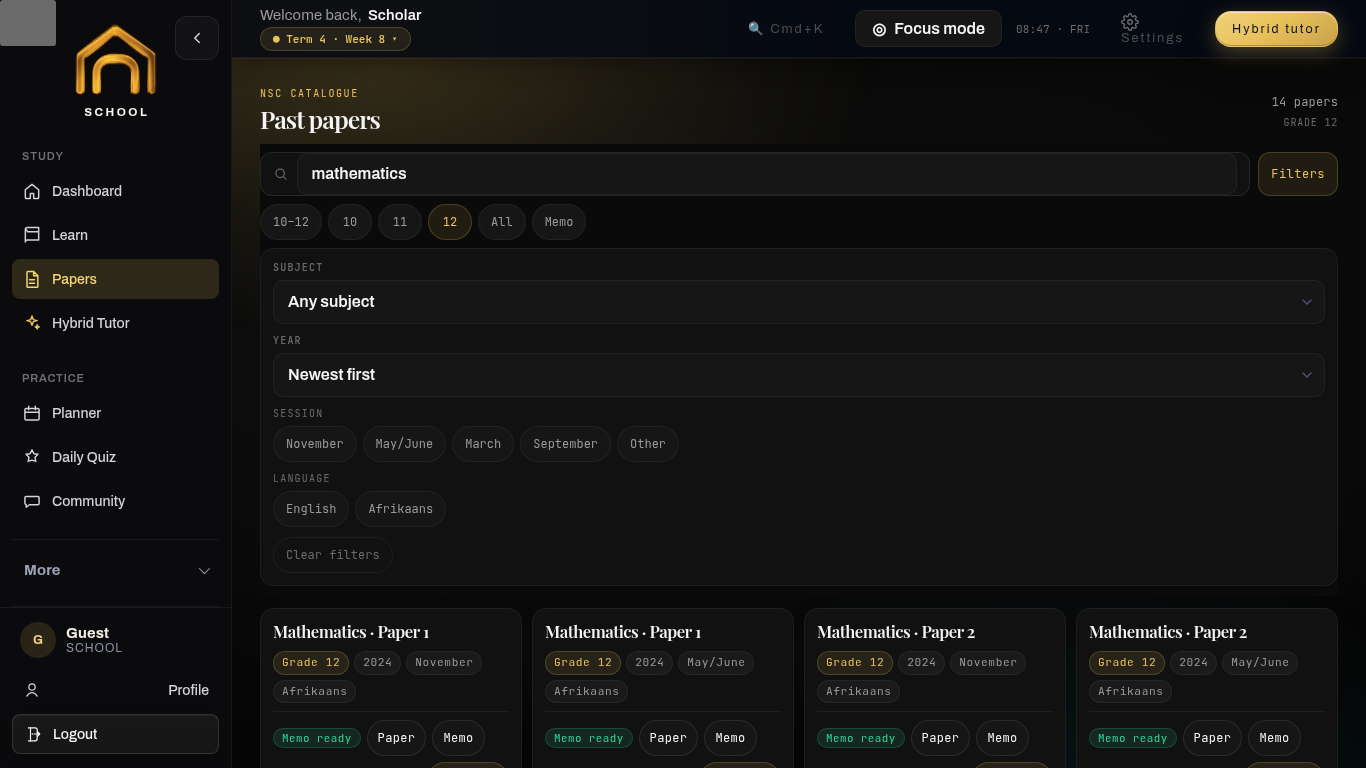 SCHOOL
STUDY
Dashboard
Learn
Papers
Hybrid Tutor
PRACTICE
Planner
Daily Quiz
Community
More
G
Guest
SCHOOL
Profile
Logout
Welcome back, Scholar
Term 4 · Week 8
Cmd+K
Focus mode
08:47 · FRI
Settings
Hybrid tutor
NSC CATALOGUE
Past papers
14 papers
GRADE 12
mathematics
Filters
10–12 10 11 12 All Memo
SUBJECT
Any subject
YEAR
Newest first
SESSION
November May/June March September Other
LANGUAGE
English Afrikaans
Clear filters
Mathematics · Paper 1
Grade 12 2024 November
Afrikaans
Memo ready Paper Memo
Mathematics · Paper 1
Grade 12 2024 May/June
Afrikaans
Memo ready Paper Memo
Mathematics · Paper 2
Grade 12 2024 November
Afrikaans
Memo ready Paper Memo
Mathematics · Paper 2
Grade 12 2024 May/June
Afrikaans
Memo ready Paper Memo